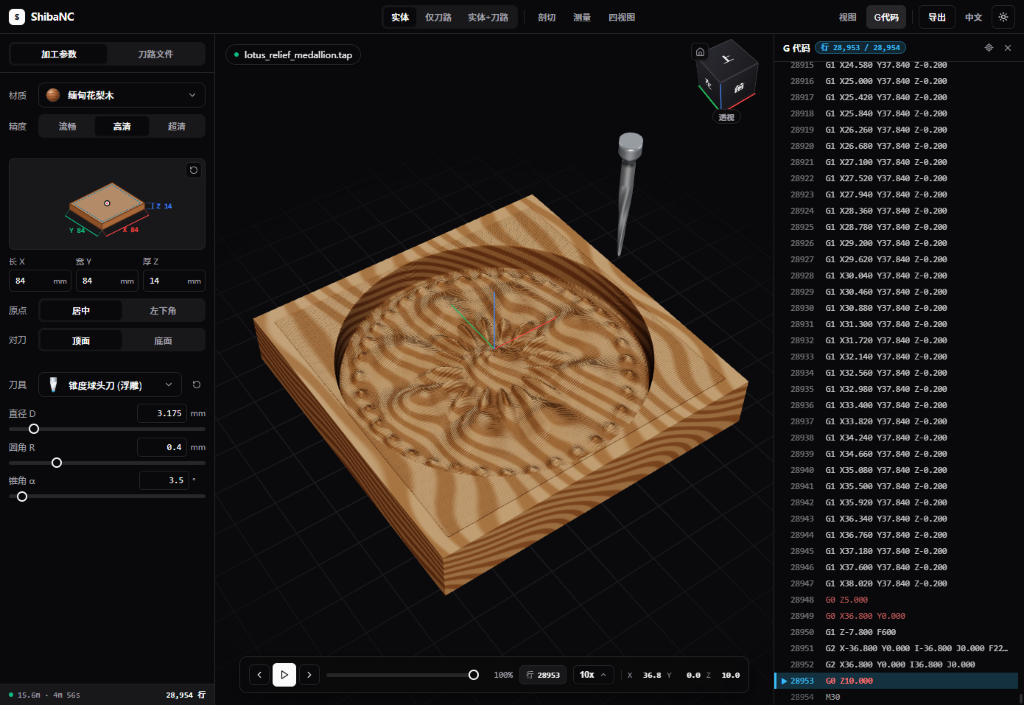 S ShibaNC
实体 仅刀路 实体+刀路 剖切 测量 四视图
视图 G代码 导出 中文
加工参数 刀路文件
材质 缅甸花梨木
精度 流畅 高清 超清
Z 14
Y 84 X 84
长 X 宽 Y 厚 Z
84 mm 84 mm 14 mm
原点 居中 左下角
对刀 顶面 底面
刀具 锥度球头刀 (浮雕)
直径 D 3.175 mm
圆角 R 0.4 mm
锥角 α 3.5 °
15.6m · 4m 56s 28,954 行
lotus_relief_medallion.tap
上
前
透视
100% 行 28953 10x X 36.8 Y 0.0 Z 10.0
G 代码 行 28,953 / 28,954
28915 G1 X24.580 Y37.840 Z-0.200
28916 G1 X25.000 Y37.840 Z-0.200
28917 G1 X25.420 Y37.840 Z-0.200
28918 G1 X25.840 Y37.840 Z-0.200
28919 G1 X26.260 Y37.840 Z-0.200
28920 G1 X26.680 Y37.840 Z-0.200
28921 G1 X27.100 Y37.840 Z-0.200
28922 G1 X27.520 Y37.840 Z-0.200
28923 G1 X27.940 Y37.840 Z-0.200
28924 G1 X28.360 Y37.840 Z-0.200
28925 G1 X28.780 Y37.840 Z-0.200
28926 G1 X29.200 Y37.840 Z-0.200
28927 G1 X29.620 Y37.840 Z-0.200
28928 G1 X30.040 Y37.840 Z-0.200
28929 G1 X30.460 Y37.840 Z-0.200
28930 G1 X30.880 Y37.840 Z-0.200
28931 G1 X31.300 Y37.840 Z-0.200
28932 G1 X31.720 Y37.840 Z-0.200
28933 G1 X32.140 Y37.840 Z-0.200
28934 G1 X32.560 Y37.840 Z-0.200
28935 G1 X32.980 Y37.840 Z-0.200
28936 G1 X33.400 Y37.840 Z-0.200
28937 G1 X33.820 Y37.840 Z-0.200
28938 G1 X34.240 Y37.840 Z-0.200
28939 G1 X34.660 Y37.840 Z-0.200
28940 G1 X35.080 Y37.840 Z-0.200
28941 G1 X35.500 Y37.840 Z-0.200
28942 G1 X35.920 Y37.840 Z-0.200
28943 G1 X36.340 Y37.840 Z-0.200
28944 G1 X36.760 Y37.840 Z-0.200
28945 G1 X37.180 Y37.840 Z-0.200
28946 G1 X37.600 Y37.840 Z-0.200
28947 G1 X38.020 Y37.840 Z-0.200
28948 G0 Z5.000
28949 G0 X36.800 Y0.000
28950 G1 Z-7.800 F600
28951 G2 X-36.800 Y0.000 I-36.800 J0.000 F22…
28952 G2 X36.800 Y0.000 I36.800 J0.000
28953 G0 Z10.000
28954 M30